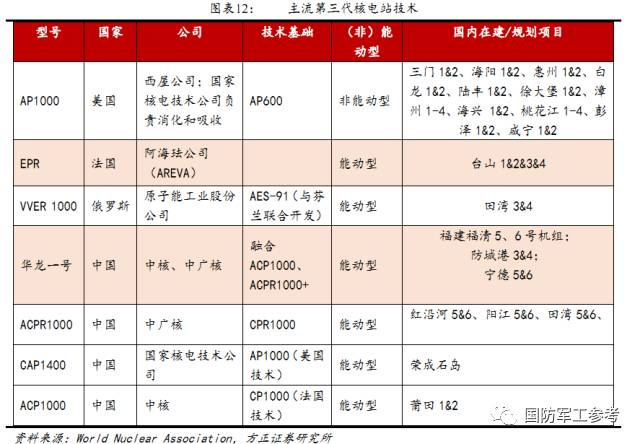 图表12： 主流第三代核电站技术
型号 国家 公司 技术基础 （非）能动型 国内在建/规划项目
AP1000 美国 西屋公司；国家核电技术公司负责消化和吸收 AP600 非能动型 三门 1&2、海阳 1&2、惠州 1&2、白龙 1&2、陆丰 1&2、徐大堡 1&2、漳州 1-4、海兴 1&2、桃花江 1-4、彭泽 1&2、咸宁 1&2
EPR 法国 阿海珐公司（AREVA） 能动型 台山 1&2&3&4
VVER 1000 俄罗斯 原子能工业股份公司 AES-91（与芬兰联合开发） 能动型 田湾 3&4
华龙一号 中国 中核、中广核 融合 ACP1000、ACPR1000+ 能动型 福建福清 5、6 号机组；防城港 3&4；宁德 5&6
ACPR1000 中国 中广核 CPR1000 能动型 红沿河 5&6、阳江 5&6、田湾 5&6、
CAP1400 中国 国家核电技术公司 AP1000（美国技术） 能动型 荣成石岛
ACP1000 中国 中核 CP1000（法国技术） 能动型 莆田 1&2
资料来源：World Nuclear Association，方正证券研究所
国防军工参考